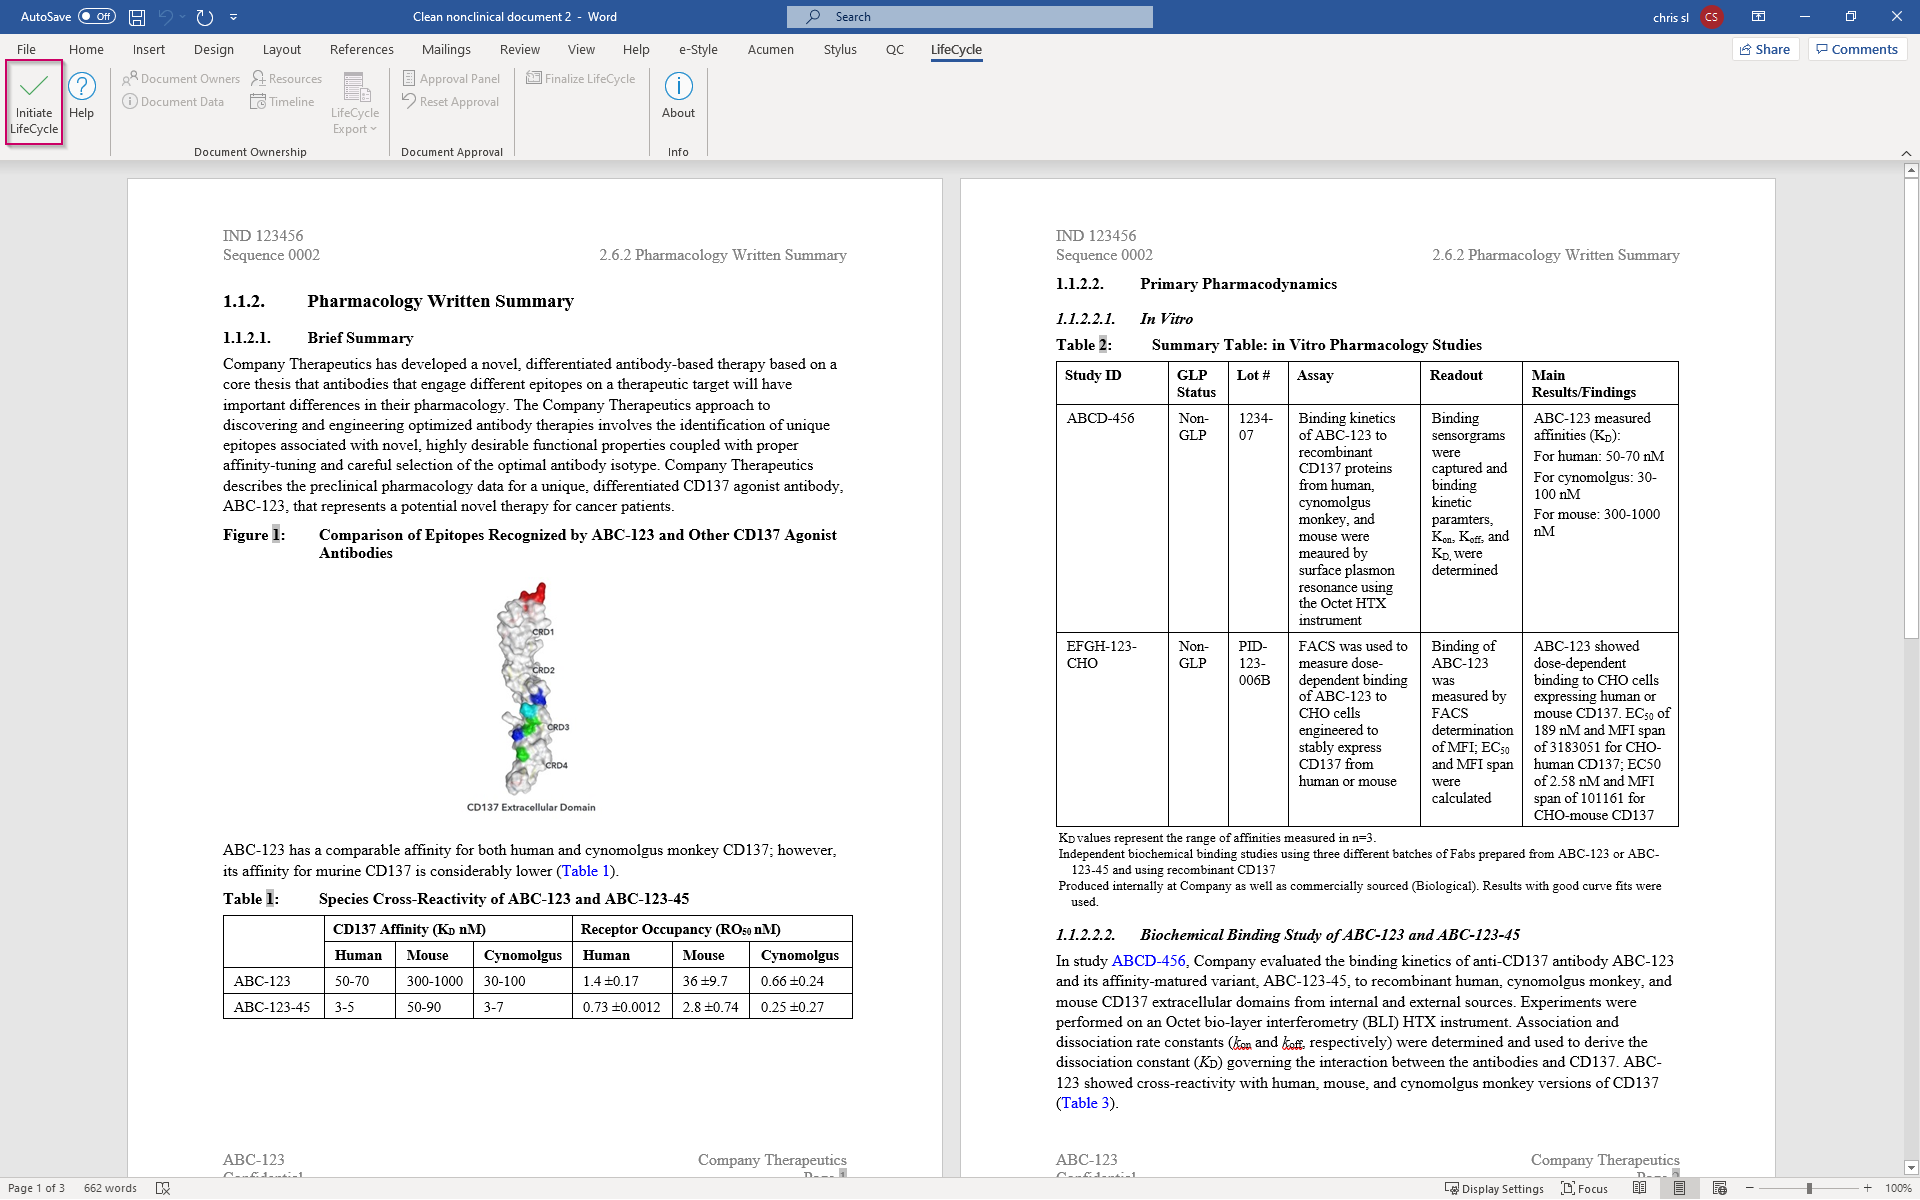 AutoSave Off
Clean nonclinical document 2 - Word
Search
chris sl CS
File Home Insert Design Layout References Mailings Review View Help e-Style Acumen Stylus QC LifeCycle
Share Comments
Initiate LifeCycle
Help
Document Owners
Document Data
Resources
Timeline
LifeCycle Export
Document Ownership
Approval Panel
Reset Approval
Document Approval
Finalize LifeCycle
About
Info
IND 123456
Sequence 0002 2.6.2 Pharmacology Written Summary
1.1.2. Pharmacology Written Summary
1.1.2.1. Brief Summary
Company Therapeutics has developed a novel, differentiated antibody-based therapy based on a
core thesis that antibodies that engage different epitopes on a therapeutic target will have
important differences in their pharmacology. The Company Therapeutics approach to
discovering and engineering optimized antibody therapies involves the identification of unique
epitopes associated with novel, highly desirable functional properties coupled with proper
affinity-tuning and careful selection of the optimal antibody isotype. Company Therapeutics
describes the preclinical pharmacology data for a unique, differentiated CD137 agonist antibody,
ABC-123, that represents a potential novel therapy for cancer patients.
Figure 1: Comparison of Epitopes Recognized by ABC-123 and Other CD137 Agonist
Antibodies
CRD1
CRD2
CRD3
CRD4
CD137 Extracellular Domain
ABC-123 has a comparable affinity for both human and cynomolgus monkey CD137; however,
its affinity for murine CD137 is considerably lower (Table 1).
Table 1: Species Cross-Reactivity of ABC-123 and ABC-123-45
CD137 Affinity (KD nM) Receptor Occupancy (RO50 nM)
Human Mouse Cynomolgus Human Mouse Cynomolgus
ABC-123 50-70 300-1000 30-100 1.4 ±0.17 36 ±9.7 0.66 ±0.24
ABC-123-45 3-5 50-90 3-7 0.73 ±0.0012 2.8 ±0.74 0.25 ±0.27
ABC-123 Company Therapeutics
Confidential Page 1
IND 123456
Sequence 0002 2.6.2 Pharmacology Written Summary
1.1.2.2. Primary Pharmacodynamics
1.1.2.2.1. In Vitro
Table 2: Summary Table: in Vitro Pharmacology Studies
Study ID
GLP
Status
Lot #
Assay
Readout
Main
Results/Findings
ABCD-456
Non-
GLP
1234-
07
Binding kinetics
of ABC-123 to
recombinant
CD137 proteins
from human,
cynomolgus
monkey, and
mouse were
meaured by
surface plasmon
resonance using
the Octet HTX
instrument
Binding
sensorgrams
were
captured and
binding
kinetic
paramters,
Kon, Koff, and
KD, were
determined
ABC-123 measured
affinities (KD):
For human: 50-70 nM
For cynomolgus: 30-
100 nM
For mouse: 300-1000
nM
EFGH-123-
CHO
Non-
GLP
PID-
123-
006B
FACS was used to
measure dose-
dependent binding
of ABC-123 to
CHO cells
engineered to
stably express
CD137 from
human or mouse
Binding of
ABC-123
was
measured by
FACS
determination
of MFI; EC50
and MFI span
were
calculated
ABC-123 showed
dose-dependent
binding to CHO cells
expressing human or
mouse CD137. EC50 of
189 nM and MFI span
of 3183051 for CHO-
human CD137; EC50
of 2.58 nM and MFI
span of 101161 for
CHO-mouse CD137
KD values represent the range of affinities measured in n=3.
Independent biochemical binding studies using three different batches of Fabs prepared from ABC-123 or ABC-
123-45 and using recombinant CD137
Produced internally at Company as well as commercially sourced (Biological). Results with good curve fits were
used.
1.1.2.2.2. Biochemical Binding Study of ABC-123 and ABC-123-45
In study ABCD-456, Company evaluated the binding kinetics of anti-CD137 antibody ABC-123
and its affinity-matured variant, ABC-123-45, to recombinant human, cynomolgus monkey, and
mouse CD137 extracellular domains from internal and external sources. Experiments were
performed on an Octet bio-layer interferometry (BLI) HTX instrument. Association and
dissociation rate constants (kon and koff, respectively) were determined and used to derive the
dissociation constant (KD) governing the interaction between the antibodies and CD137. ABC-
123 showed cross-reactivity with human, mouse, and cynomolgus monkey versions of CD137
(Table 3).
ABC-123 Company Therapeutics
Confidential Page 2
Page 1 of 3 662 words
Display Settings Focus 100%